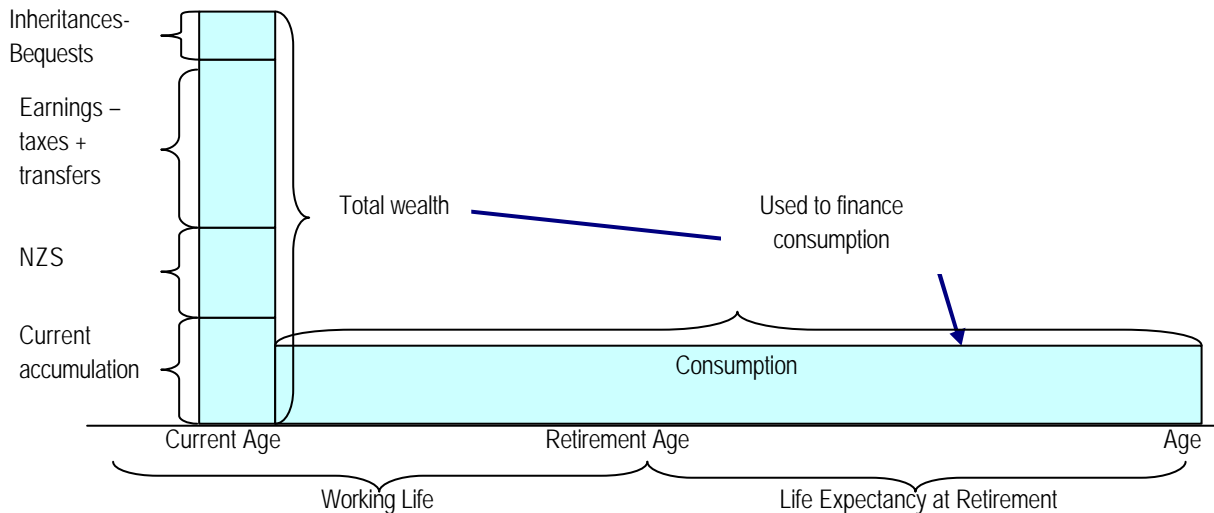 Inheritances-
Bequests
Earnings –
taxes +
transfers
NZS
Current
accumulation
Total wealth
Used to finance
consumption
Consumption
Current Age
Retirement Age
Age
Working Life
Life Expectancy at Retirement